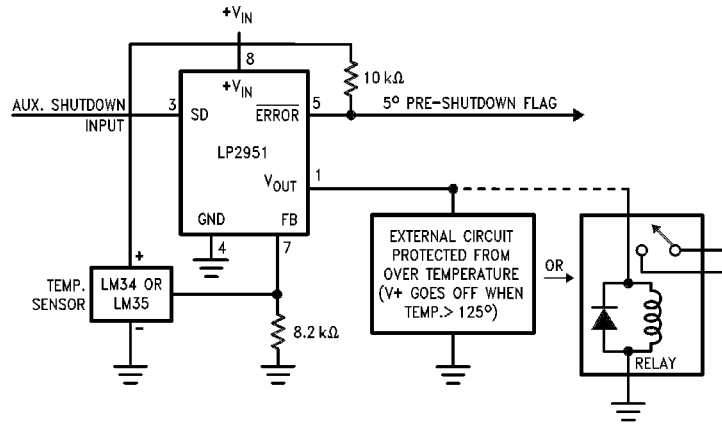 +VIN
8
+VIN
10 kΩ
AUX. SHUTDOWN
INPUT
3
SD
ERROR
5
5º PRE-SHUTDOWN FLAG
LP2951
VOUT
1
GND
FB
4
7
EXTERNAL CIRCUIT
PROTECTED FROM
OVER TEMPERATURE
(V+ GOES OFF WHEN
TEMP.> 125º)
OR
+
TEMP.
SENSOR
LM34 OR
LM35
–
8.2 kΩ
RELAY